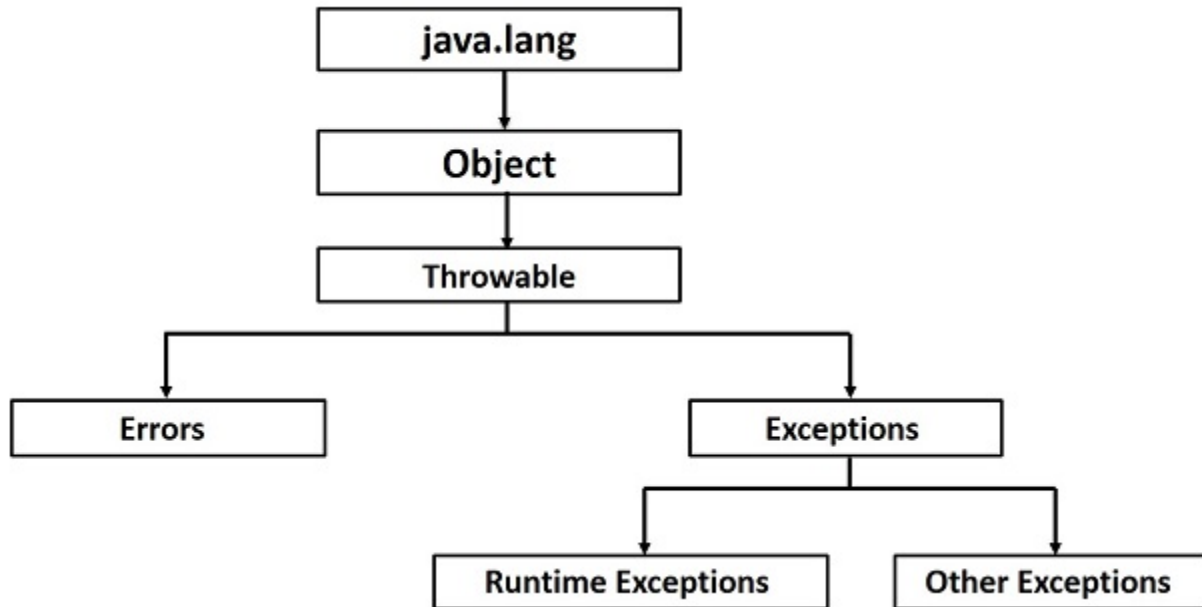 java.lang
Object
Throwable
Errors
Exceptions
Runtime Exceptions
Other Exceptions